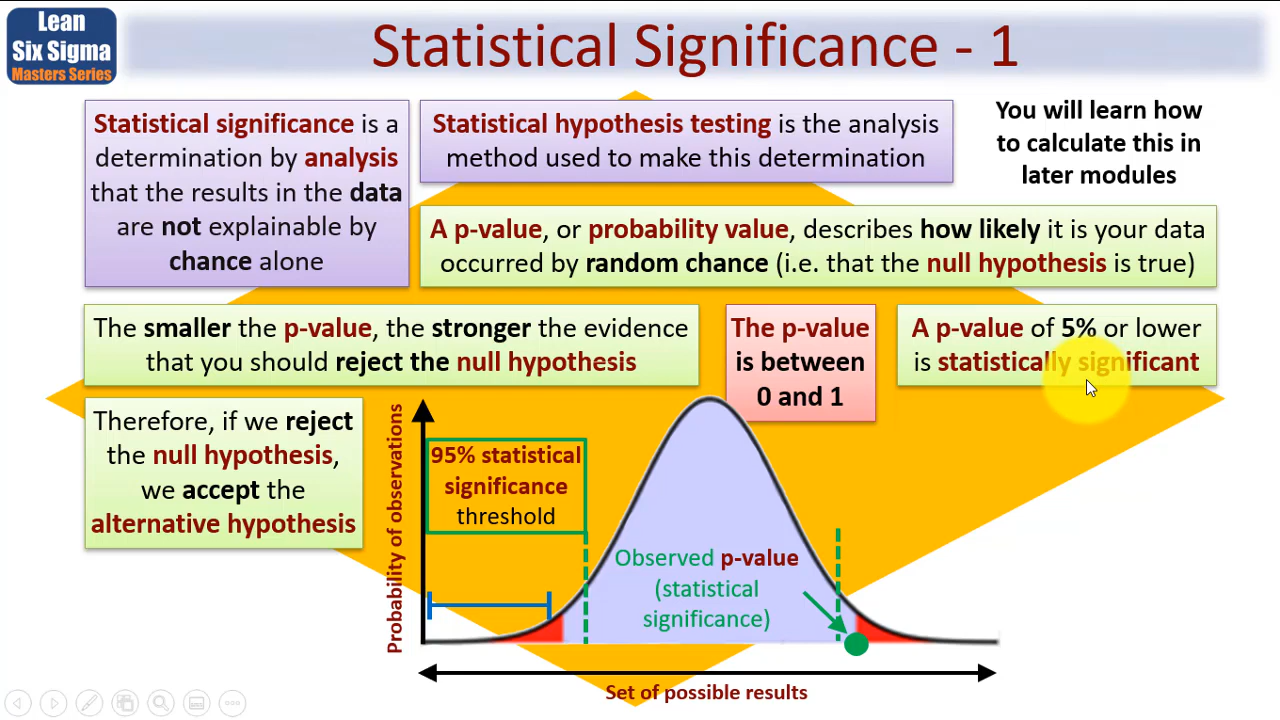 Lean
Six Sigma
Masters Series
Statistical Significance - 1
Statistical significance is a
determination by analysis
that the results in the data
are not explainable by
chance alone
Statistical hypothesis testing is the analysis
method used to make this determination
You will learn how
to calculate this in
later modules
A p-value, or probability value, describes how likely it is your data
occurred by random chance (i.e. that the null hypothesis is true)
The smaller the p-value, the stronger the evidence
that you should reject the null hypothesis
The p-value
is between
0 and 1
A p-value of 5% or lower
is statistically significant
Therefore, if we reject
the null hypothesis,
we accept the
alternative hypothesis
Probability of observations
95% statistical
significance
threshold
Observed p-value
(statistical
significance)
Set of possible results